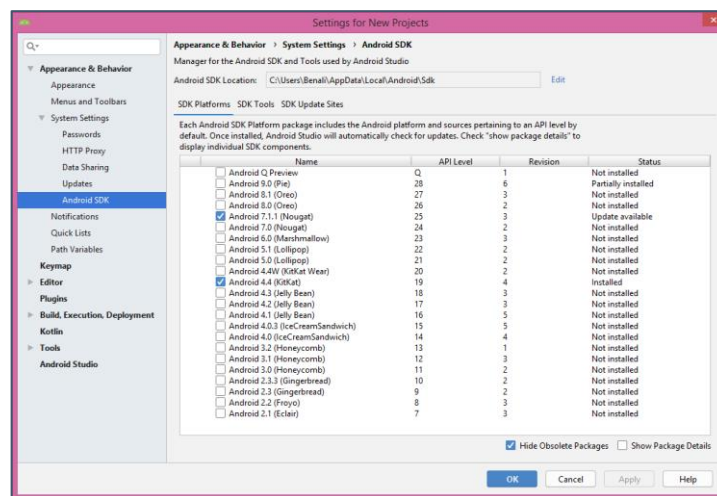 Settings for New Projects
Appearance & Behavior
Appearance
Menus and Toolbars
System Settings
Passwords
HTTP Proxy
Data Sharing
Updates
Android SDK
Notifications
Quick Lists
Path Variables
Keymap
Editor
Plugins
Build, Execution, Deployment
Kotlin
Tools
Android Studio
Appearance & Behavior › System Settings › Android SDK
Manager for the Android SDK and Tools used by Android Studio
Android SDK Location: C:\Users\Benali\AppData\Local\Android\Sdk Edit
SDK Platforms SDK Tools SDK Update Sites
Each Android SDK Platform package includes the Android platform and sources pertaining to an API level by
default. Once installed, Android Studio will automatically check for updates. Check "show package details" to
display individual SDK components.
Name API Level Revision Status
Android Q Preview Q 1 Not installed
Android 9.0 (Pie) 28 6 Partially installed
Android 8.1 (Oreo) 27 3 Not installed
Android 8.0 (Oreo) 26 2 Not installed
Android 7.1.1 (Nougat) 25 3 Update available
Android 7.0 (Nougat) 24 2 Not installed
Android 6.0 (Marshmallow) 23 3 Not installed
Android 5.1 (Lollipop) 22 2 Not installed
Android 5.0 (Lollipop) 21 2 Not installed
Android 4.4W (KitKat Wear) 20 2 Not installed
Android 4.4 (KitKat) 19 4 Installed
Android 4.3 (Jelly Bean) 18 3 Not installed
Android 4.2 (Jelly Bean) 17 3 Not installed
Android 4.1 (Jelly Bean) 16 5 Not installed
Android 4.0.3 (IceCreamSandwich) 15 5 Not installed
Android 4.0 (IceCreamSandwich) 14 4 Not installed
Android 3.2 (Honeycomb) 13 1 Not installed
Android 3.1 (Honeycomb) 12 3 Not installed
Android 3.0 (Honeycomb) 11 2 Not installed
Android 2.3.3 (Gingerbread) 10 2 Not installed
Android 2.3 (Gingerbread) 9 2 Not installed
Android 2.2 (Froyo) 8 3 Not installed
Android 2.1 (Eclair) 7 3 Not installed
Hide Obsolete Packages Show Package Details
OK Cancel Apply Help